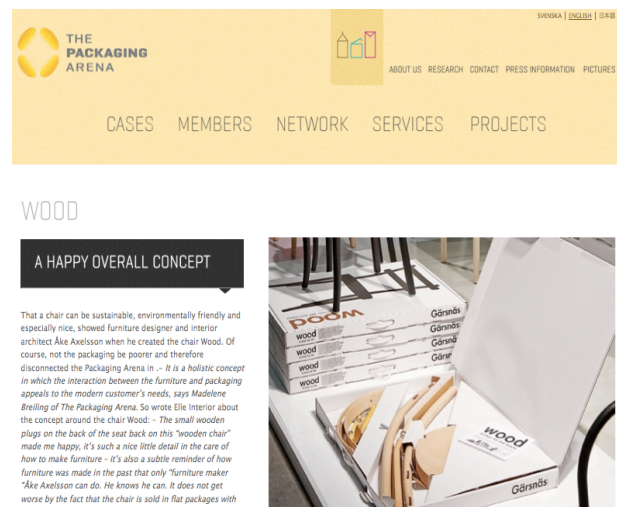 SVENSKA | ENGLISH | 日本語
THE
PACKAGING
ARENA
ABOUT US RESEARCH CONTACT PRESS INFORMATION PICTURES
CASES MEMBERS NETWORK SERVICES PROJECTS
WOOD
A HAPPY OVERALL CONCEPT
That a chair can be sustainable, environmentally friendly and
especially nice, showed furniture designer and interior
architect Åke Axelsson when he created the chair Wood. Of
course, not the packaging be poorer and therefore
disconnected the Packaging Arena in .- It is a holistic concept
in which the interaction between the furniture and packaging
appeals to the modern customer's needs, says Madelene
Breiling of The Packaging Arena. So wrote Elle Interior about
the concept around the chair Wood: - The small wooden
plugs on the back of the seat back on this "wooden chair"
made me happy, it's such a nice little detail in the care of
how to make furniture - it's also a subtle reminder of how
furniture was made in the past that only "furniture maker
"Åke Axelsson can do. He knows he can. It does not get
worse by the fact that the chair is sold in flat packages with
wood
wood Gärsnäs
wood Gärsnäs
wood Gärsnäs
wood
wood
Gärsnäs